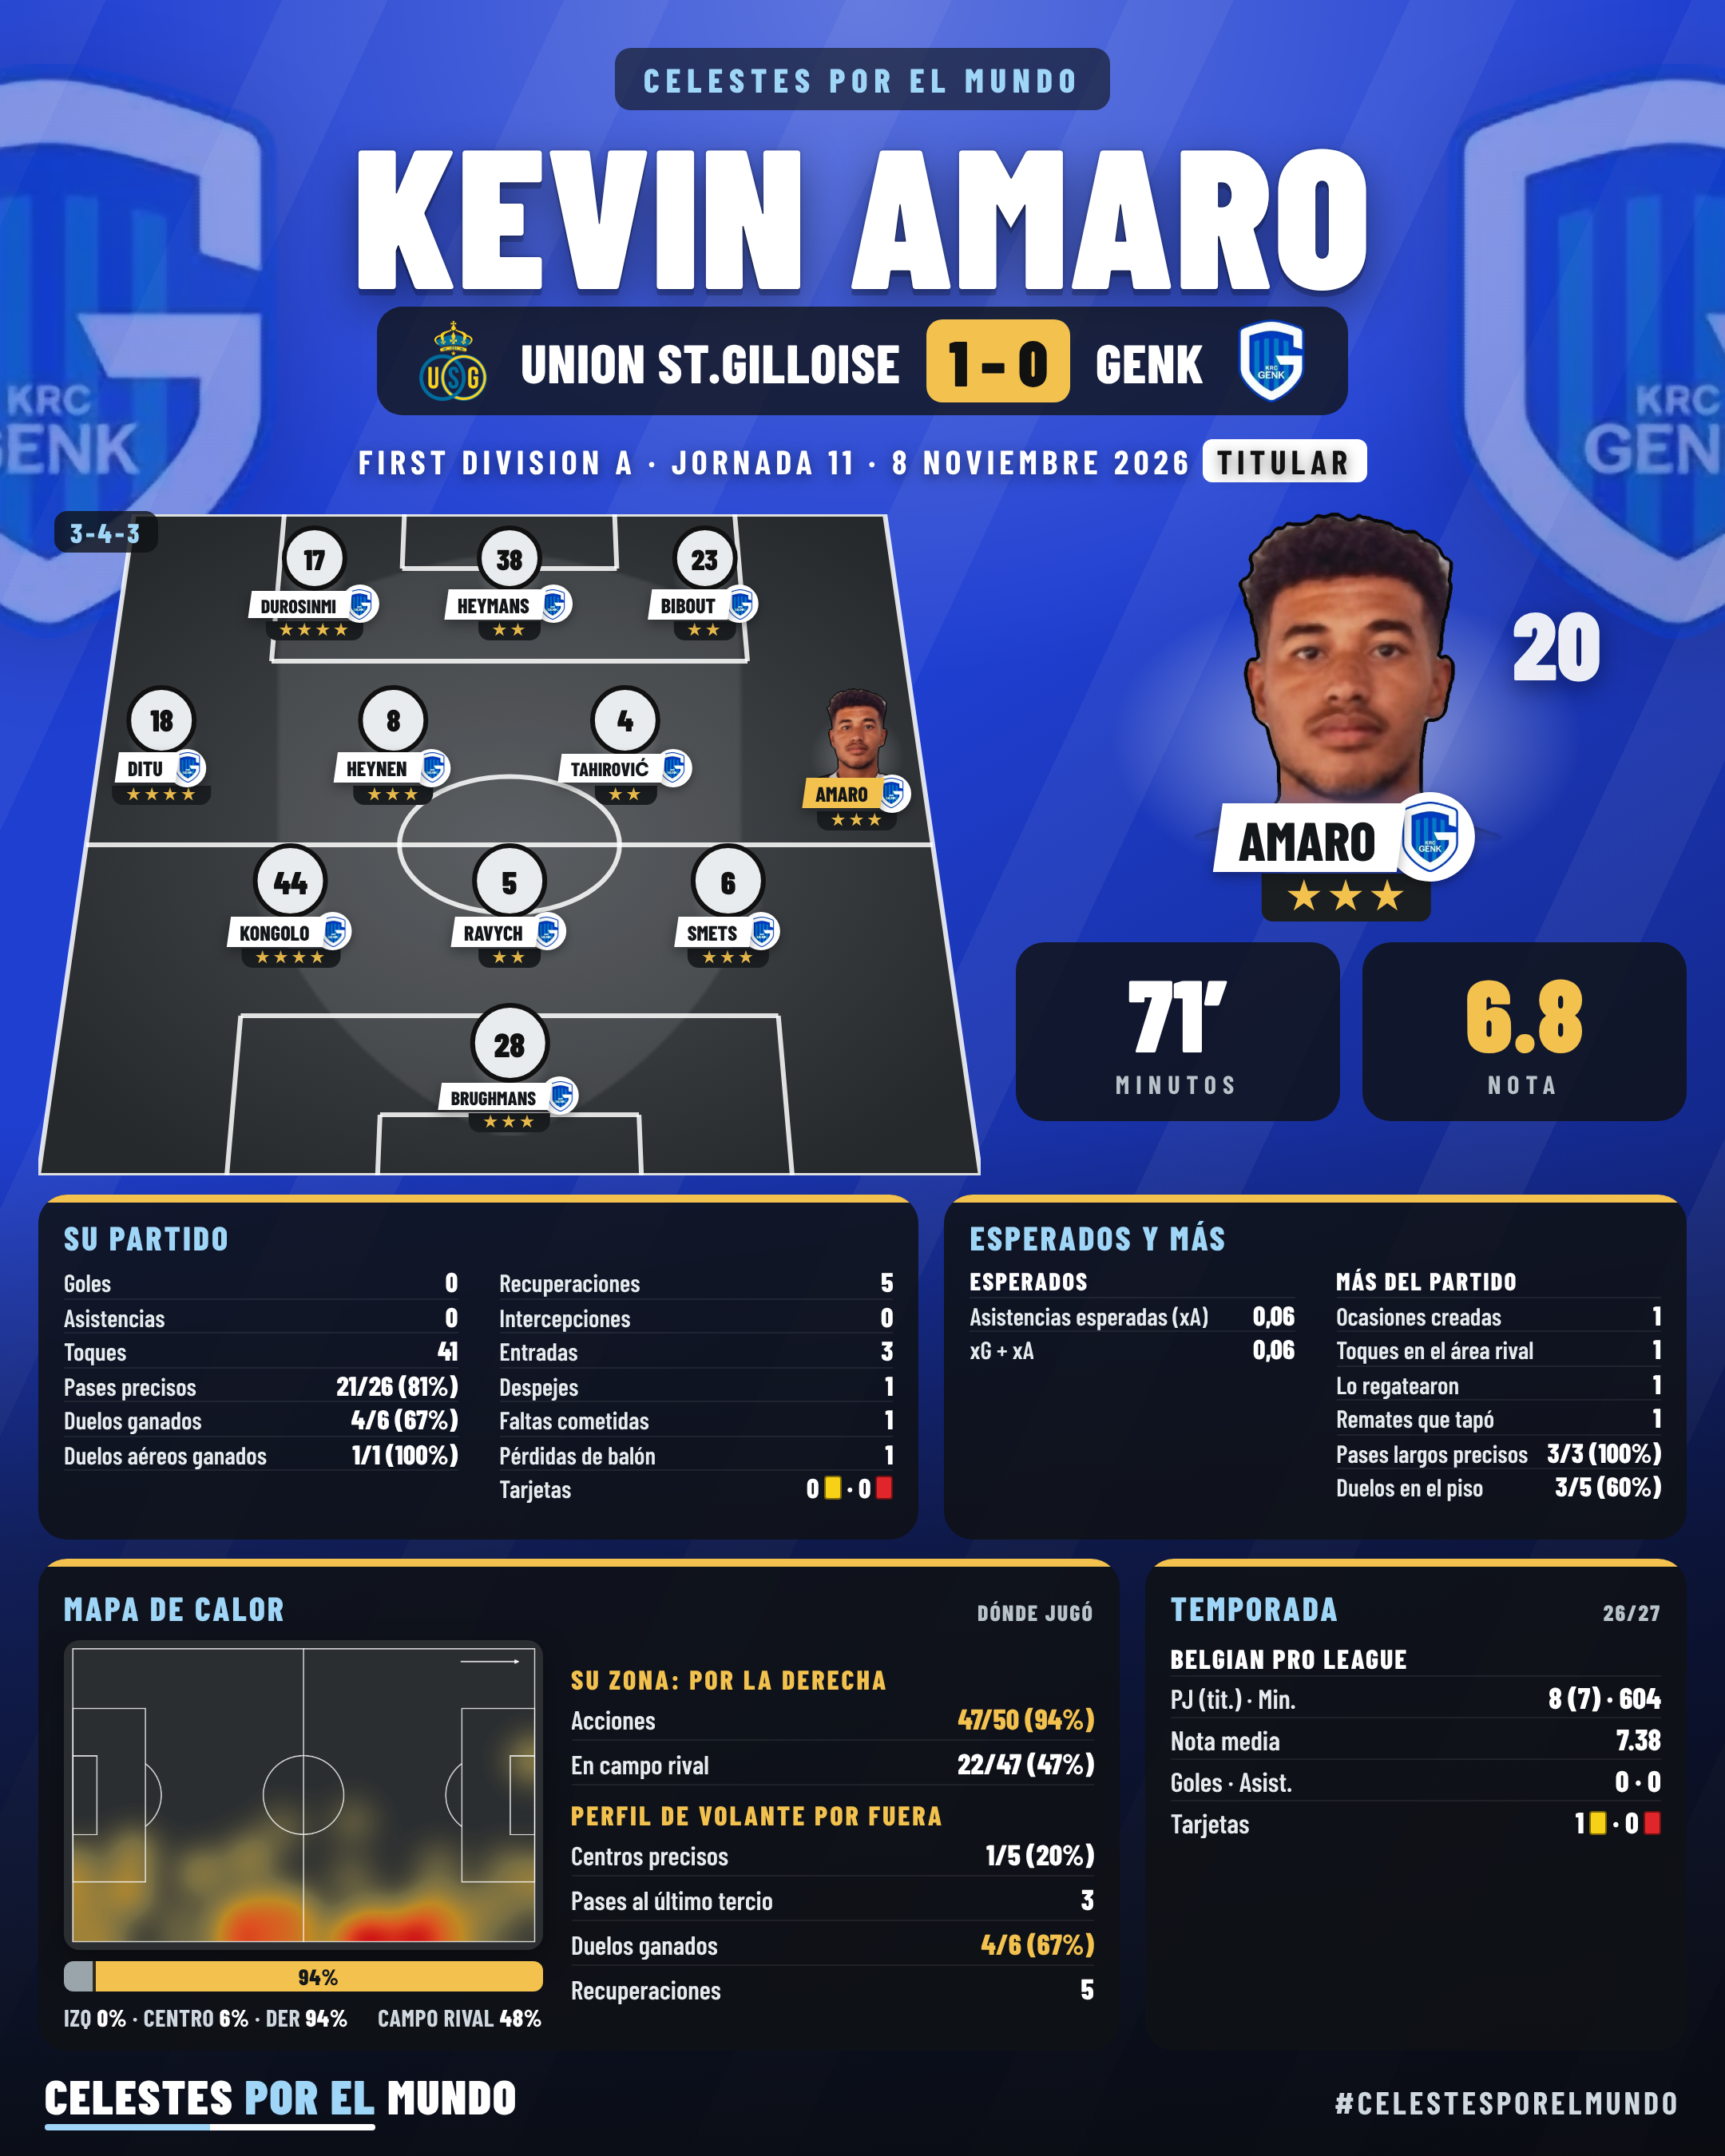 CELESTES POR EL MUNDO
KEVIN AMARO
USG UNION ST.GILLOISE 1-0 GENK KRC GENK
KRC GENK
KRC GENK
FIRST DIVISION A · JORNADA 11 · 8 NOVIEMBRE 2026 TITULAR
3-4-3
17 38 23
DUROSINMI HEYMANS BIBOUT
★★★★ ★★ ★★
18 8 4
DITU HEYNEN TAHIROVIĆ AMARO
★★★★ ★★★ ★★ ★★★
44 5 6
KONGOLO RAVYCH SMETS
★★★★ ★★ ★★★
28
BRUGHMANS
★★★
20
AMARO KRC GENK
★★★
71′ 6.8
MINUTOS NOTA
SU PARTIDO
Goles 0
Asistencias 0
Toques 41
Pases precisos 21/26 (81%)
Duelos ganados 4/6 (67%)
Duelos aéreos ganados 1/1 (100%)
Recuperaciones 5
Intercepciones 0
Entradas 3
Despejes 1
Faltas cometidas 1
Pérdidas de balón 1
Tarjetas 0 · 0
ESPERADOS Y MÁS
ESPERADOS
Asistencias esperadas (xA) 0,06
xG + xA 0,06
MÁS DEL PARTIDO
Ocasiones creadas 1
Toques en el área rival 1
Lo regatearon 1
Remates que tapó 1
Pases largos precisos 3/3 (100%)
Duelos en el piso 3/5 (60%)
MAPA DE CALOR DÓNDE JUGÓ
94%
IZQ 0% · CENTRO 6% · DER 94% CAMPO RIVAL 48%
SU ZONA: POR LA DERECHA
Acciones 47/50 (94%)
En campo rival 22/47 (47%)
PERFIL DE VOLANTE POR FUERA
Centros precisos 1/5 (20%)
Pases al último tercio 3
Duelos ganados 4/6 (67%)
Recuperaciones 5
TEMPORADA 26/27
BELGIAN PRO LEAGUE
PJ (tit.) · Min. 8 (7) · 604
Nota media 7.38
Goles · Asist. 0 · 0
Tarjetas 1 · 0
CELESTES POR EL MUNDO
#CELESTESPORELMUNDO